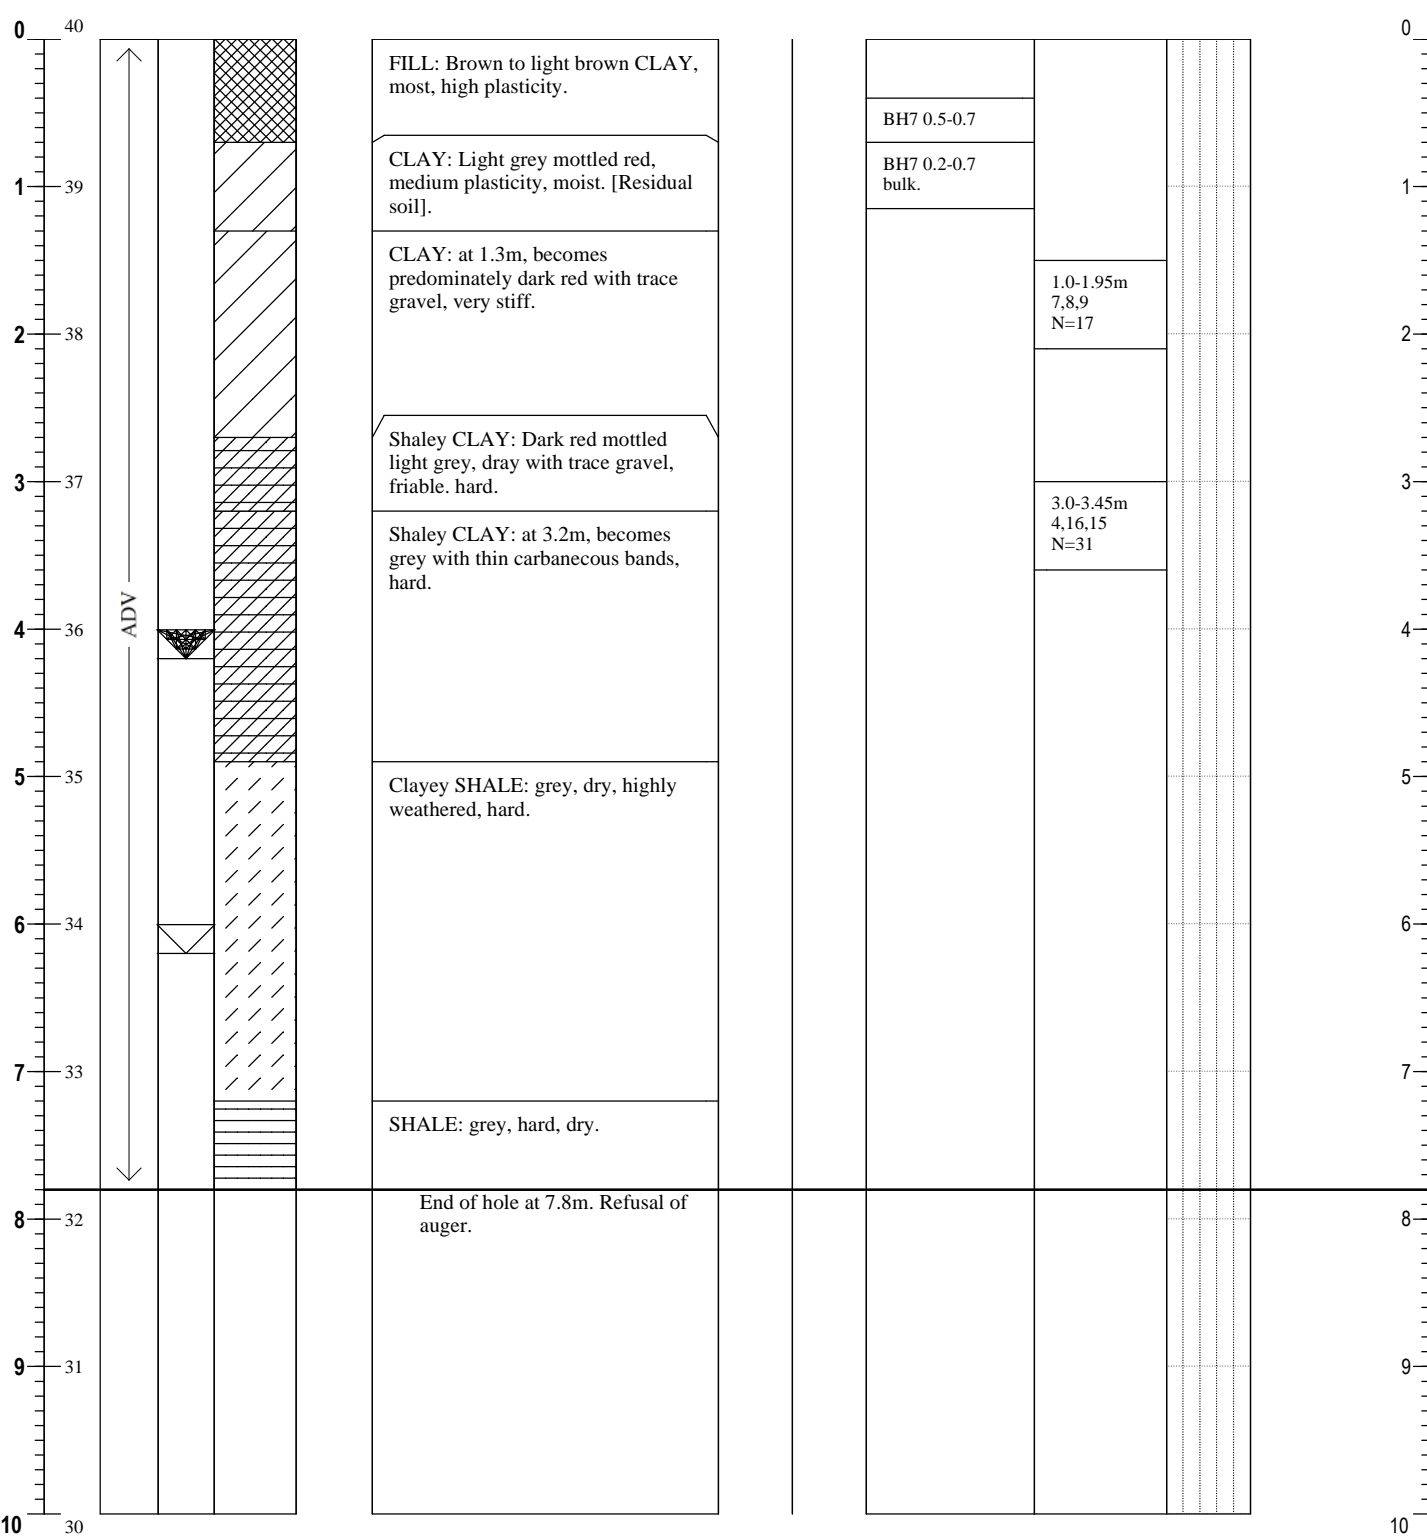 0 40 0
FILL: Brown to light brown CLAY,
most, high plasticity.
BH7 0.5-0.7
CLAY: Light grey mottled red,
medium plasticity, moist. [Residual
soil].
BH7 0.2-0.7
bulk.
1 39 1
CLAY: at 1.3m, becomes
predominately dark red with trace
gravel, very stiff.
1.0-1.95m
7,8,9
N=17
2 38 2
Shaley CLAY: Dark red mottled
light grey, dray with trace gravel,
friable. hard.
3 37 3
3.0-3.45m
4,16,15
N=31
Shaley CLAY: at 3.2m, becomes
grey with thin carbanecous bands,
hard.
ADV
4 36 4
5 35 5
Clayey SHALE: grey, dry, highly
weathered, hard.
6 34 6
7 33 7
SHALE: grey, hard, dry.
End of hole at 7.8m. Refusal of
auger.
8 32 8
9 31 9
10 30 10